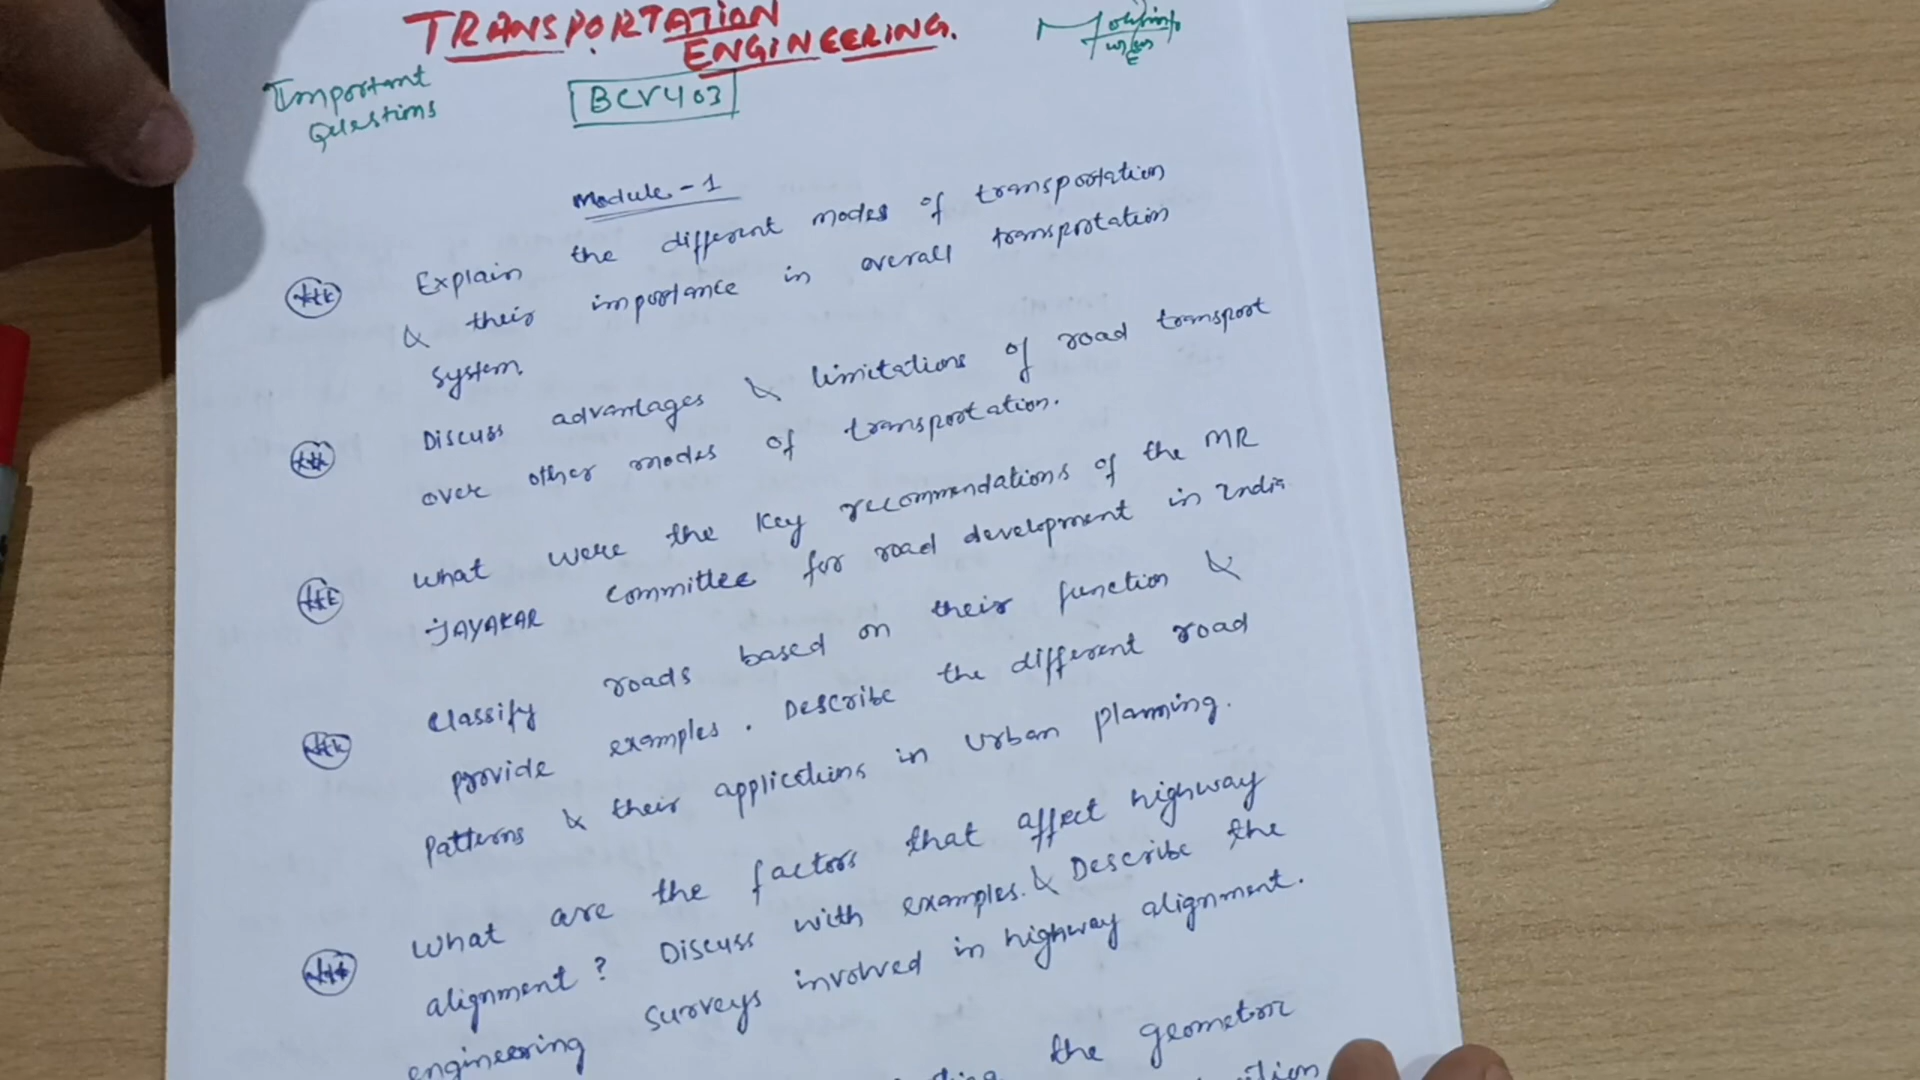 TRANSPORTATION
ENGINEERING.
Important
Questions
BCV403
Module - 1
Explain the different modes of transportation
& their importance in overall transportation
system.
Discuss advantages & limitations of road transport
over other modes of transportation.
What were the key recommendations of the MR
JAYAKAR committee for road development in India
Classify roads based on their function &
provide examples. Describe the different road
patterns & their applications in urban planning.
What are the factors that affect highway
alignment? Discuss with examples. & Describe the
engineering surveys involved in highway alignment.
the geometric